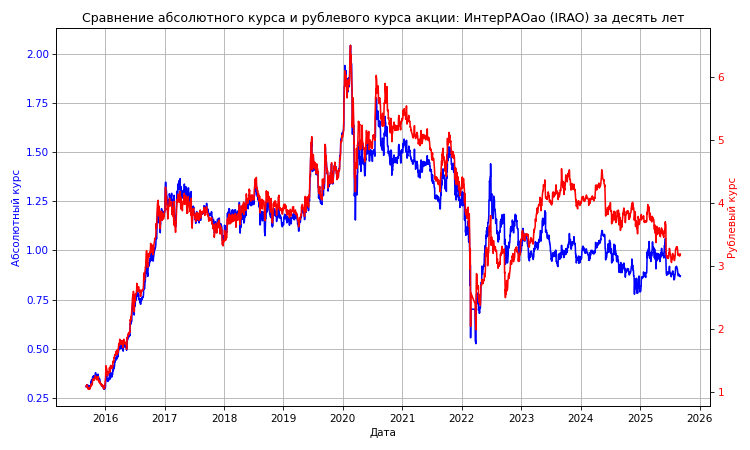 Сравнение абсолютного курса и рублевого курса акции: ИнтерРАОао (IRAO) за десять лет
Абсолютный курс
2.00
1.75
1.50
1.25
1.00
0.75
0.50
0.25
6
5
4
3
2
1
Рублевый курс
2016 2017 2018 2019 2020 2021 2022 2023 2024 2025 2026
Дата